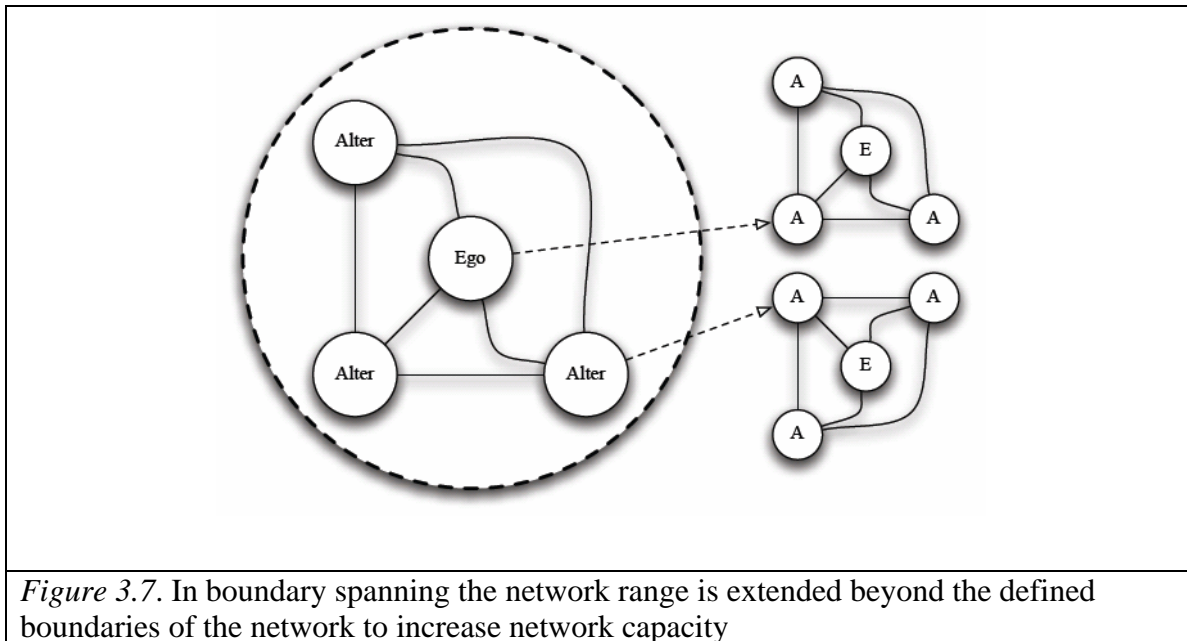 Alter
Ego
Alter
Alter
A
E
A
A
A
A
E
A
Figure 3.7. In boundary spanning the network range is extended beyond the defined
boundaries of the network to increase network capacity